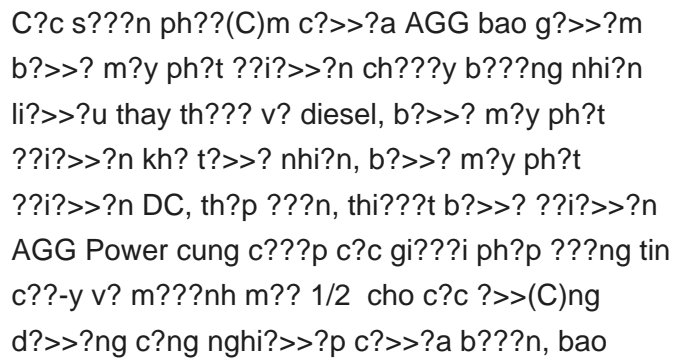 C?c s???n ph??(C)m c?>>?a AGG bao g?>>?m
b?>>? m?y ph?t ??i?>>?n ch???y b???ng nhi?n
li?>>?u thay th??? v? diesel, b?>>? m?y ph?t
??i?>>?n kh? t?>>? nhi?n, b?>>? m?y ph?t
??i?>>?n DC, th?p ???n, thi???t b?>>? ??i?>>?n
AGG Power cung c???p c?c gi???i ph?p ???ng tin
c??-y v? m???nh m?? 1/2  cho c?c ?>>(C)ng
d?>>?ng c?ng nghi?>>?p c?>>?a b???n, bao